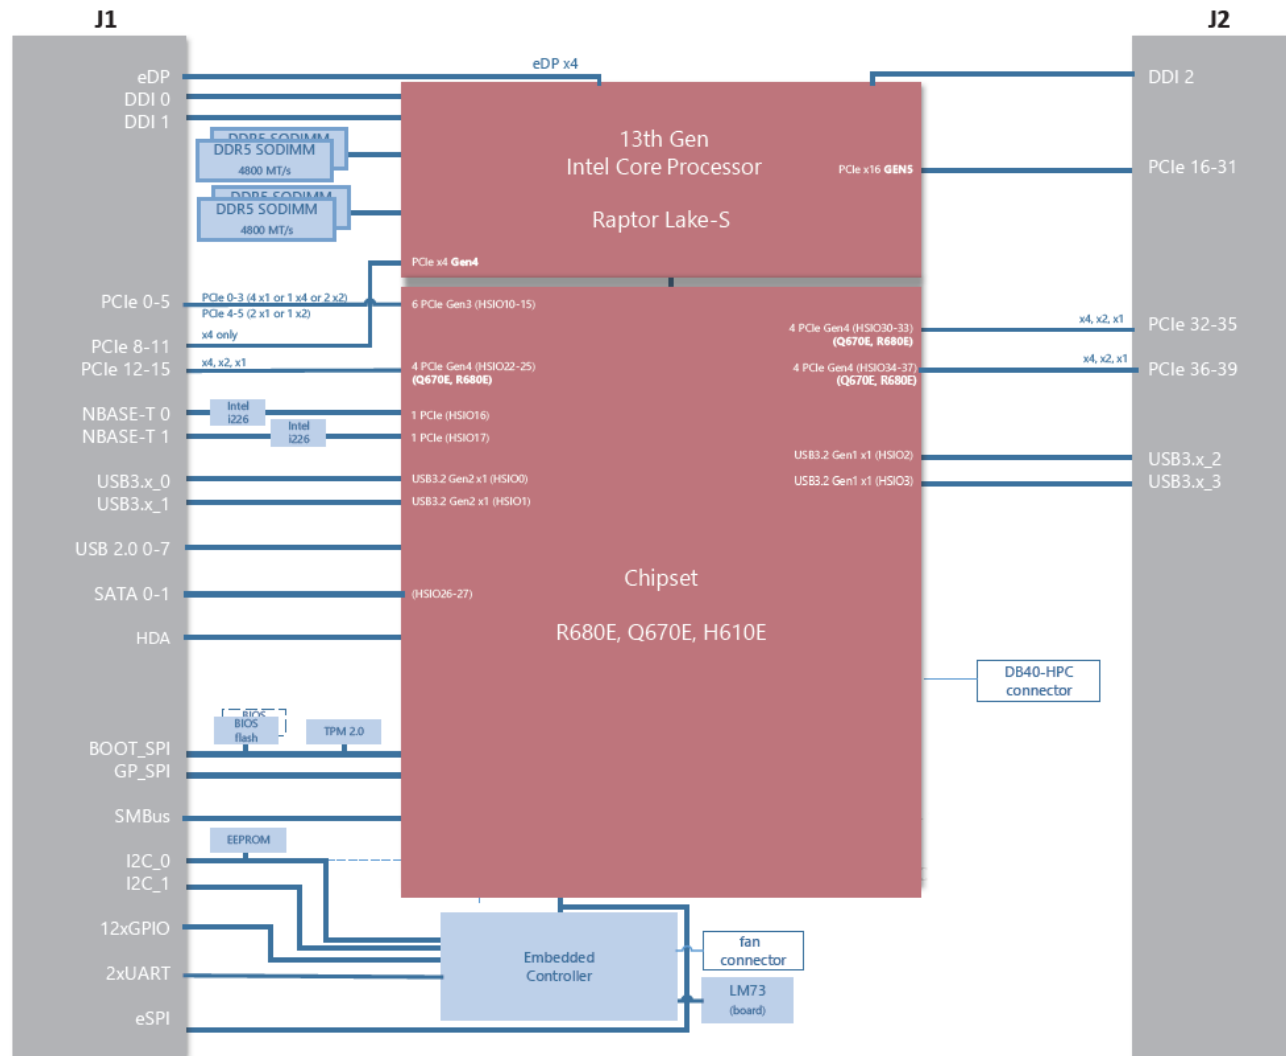 J1
J2
eDP
DDI 0
DDI 1
PCIe 0-5
PCIe 8-11
PCIe 12-15
NBASE-T 0
NBASE-T 1
USB3.x_0
USB3.x_1
USB 2.0 0-7
SATA 0-1
HDA
BOOT_SPI
GP_SPI
SMBus
I2C_0
I2C_1
12xGPIO
2xUART
eSPI
eDP x4
DDR5 SODIMM
DDR5 SODIMM
4800 MT/s
DDR5 SODIMM
DDR5 SODIMM
4800 MT/s
PCIe 0-3 (4 x1 or 1 x4 or 2 x2)
PCIe 4-5 (2 x1 or 1 x2)
x4 only
x4, x2, x1
Intel
i226
Intel
i226
BIOS
BIOS
flash
TPM 2.0
EEPROM
13th Gen
Intel Core Processor
Raptor Lake-S
PCIe x16 GEN5
PCIe x4 Gen4
6 PCIe Gen3 (HSIO10-15)
4 PCIe Gen4 (HSIO22-25)
(Q670E, R680E)
1 PCIe (HSIO16)
1 PCIe (HSIO17)
USB3.2 Gen2 x1 (HSIO0)
USB3.2 Gen2 x1 (HSIO1)
(HSIO26-27)
4 PCIe Gen4 (HSIO30-33)
(Q670E, R680E)
4 PCIe Gen4 (HSIO34-37)
(Q670E, R680E)
USB3.2 Gen1 x1 (HSIO2)
USB3.2 Gen1 x1 (HSIO3)
Chipset
R680E, Q670E, H610E
Embedded
Controller
fan
connector
LM73
(board)
DB40-HPC
connector
x4, x2, x1
x4, x2, x1
DDI 2
PCIe 16-31
PCIe 32-35
PCIe 36-39
USB3.x_2
USB3.x_3